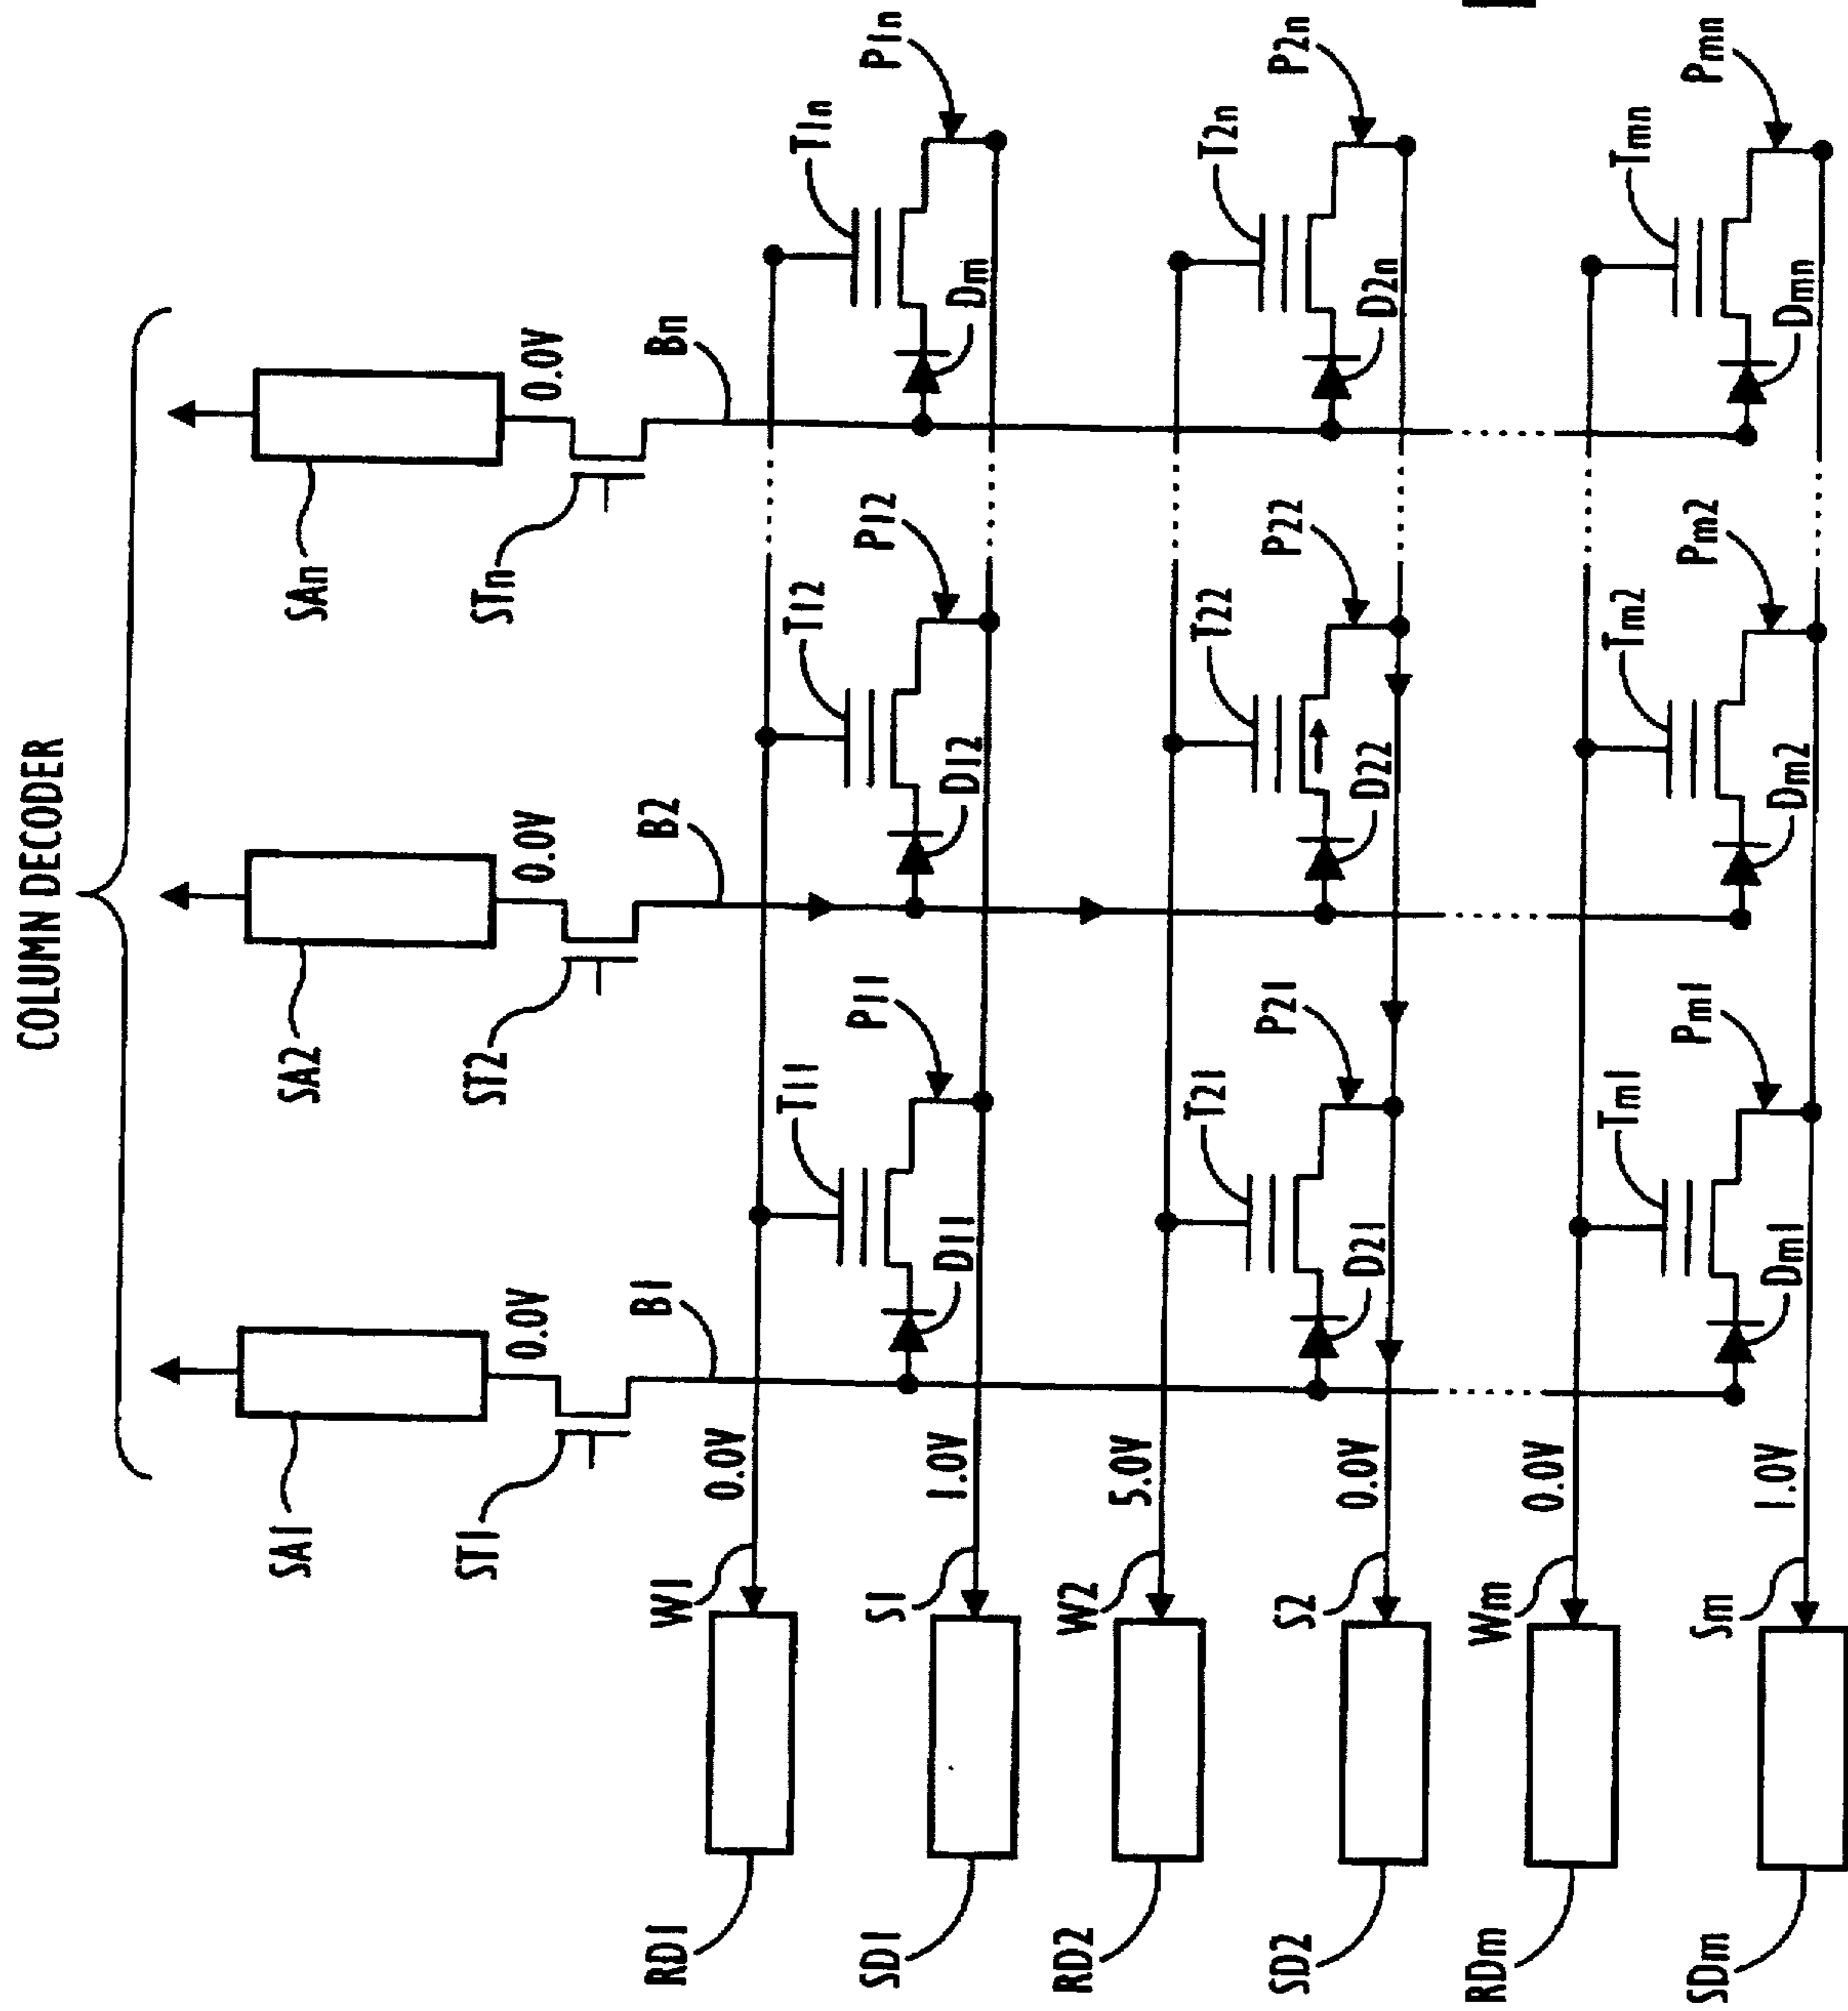 COLUMN DECODER
SA1
SA2
SAn
0.0V
0.0V
0.0V
ST1
ST2
STn
B1
B2
Bn
RD1
W1
0.0V
T11
T12
T1n
P11
P12
P1n
SD1
S1
1.0V
D11
D12
Dm
RD2
W2
5.0V
T21
T22
T2n
P21
P22
P2n
SD2
S2
0.0V
D21
D22
D2n
RDm
Wm
0.0V
Tm1
Tm2
Tmn
Pm1
Pm2
Pmn
SDm
Sm
1.0V
Dm1
Dm2
Dmn